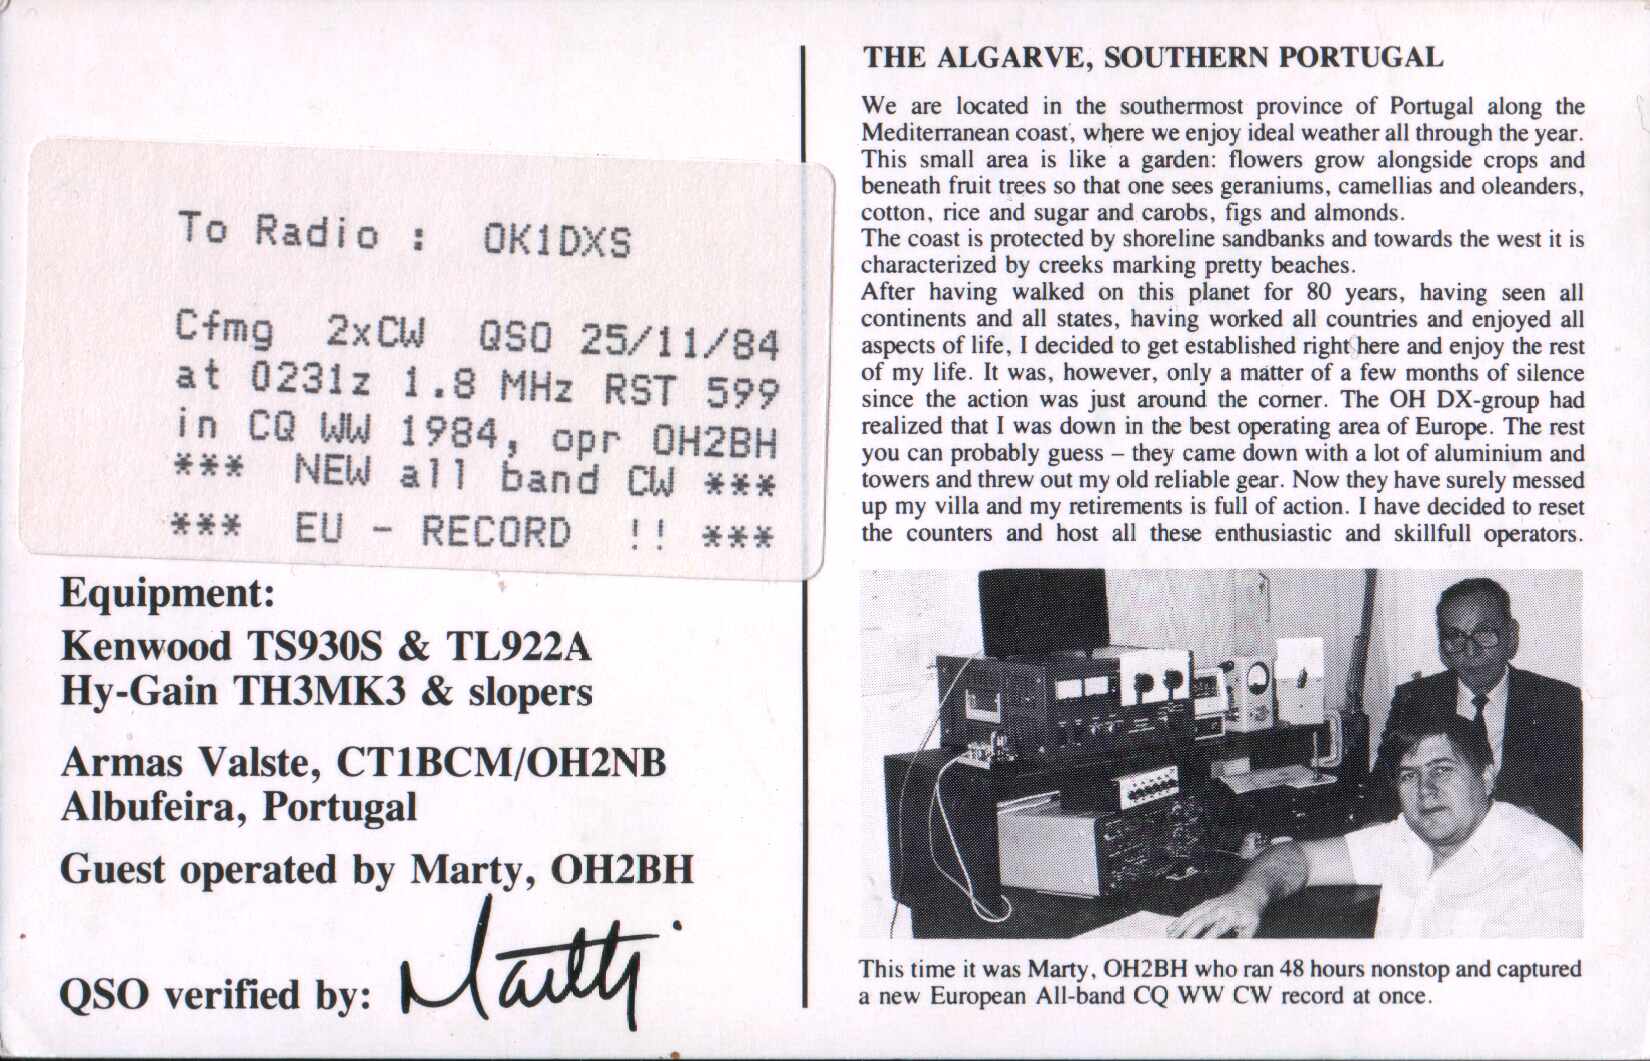 To Radio : OK1DXS
Cfmg 2xCW QSO 25/11/84
at 0231z 1.8 MHz RST 599
in CQ WW 1984, opr OH2BH
*** NEW all band CW ***
*** EU - RECORD !! ***
Equipment:
Kenwood TS930S & TL922A
Hy-Gain TH3MK3 & slopers
Armas Valste, CT1BCM/OH2NB
Albufeira, Portugal
Guest operated by Marty, OH2BH
QSO verified by: Martti
THE ALGARVE, SOUTHERN PORTUGAL
We are located in the southermost province of Portugal along the
Mediterranean coast, where we enjoy ideal weather all through the year.
This small area is like a garden: flowers grow alongside crops and
beneath fruit trees so that one sees geraniums, camellias and oleanders,
cotton, rice and sugar and carobs, figs and almonds.
The coast is protected by shoreline sandbanks and towards the west it is
characterized by creeks marking pretty beaches.
After having walked on this planet for 80 years, having seen all
continents and all states, having worked all countries and enjoyed all
aspects of life, I decided to get established right here and enjoy the rest
of my life. It was, however, only a matter of a few months of silence
since the action was just around the corner. The OH DX-group had
realized that I was down in the best operating area of Europe. The rest
you can probably guess – they came down with a lot of aluminium and
towers and threw out my old reliable gear. Now they have surely messed
up my villa and my retirements is full of action. I have decided to reset
the counters and host all these enthusiastic and skillfull operators.
This time it was Marty, OH2BH who ran 48 hours nonstop and captured
a new European All-band CQ WW CW record at once.